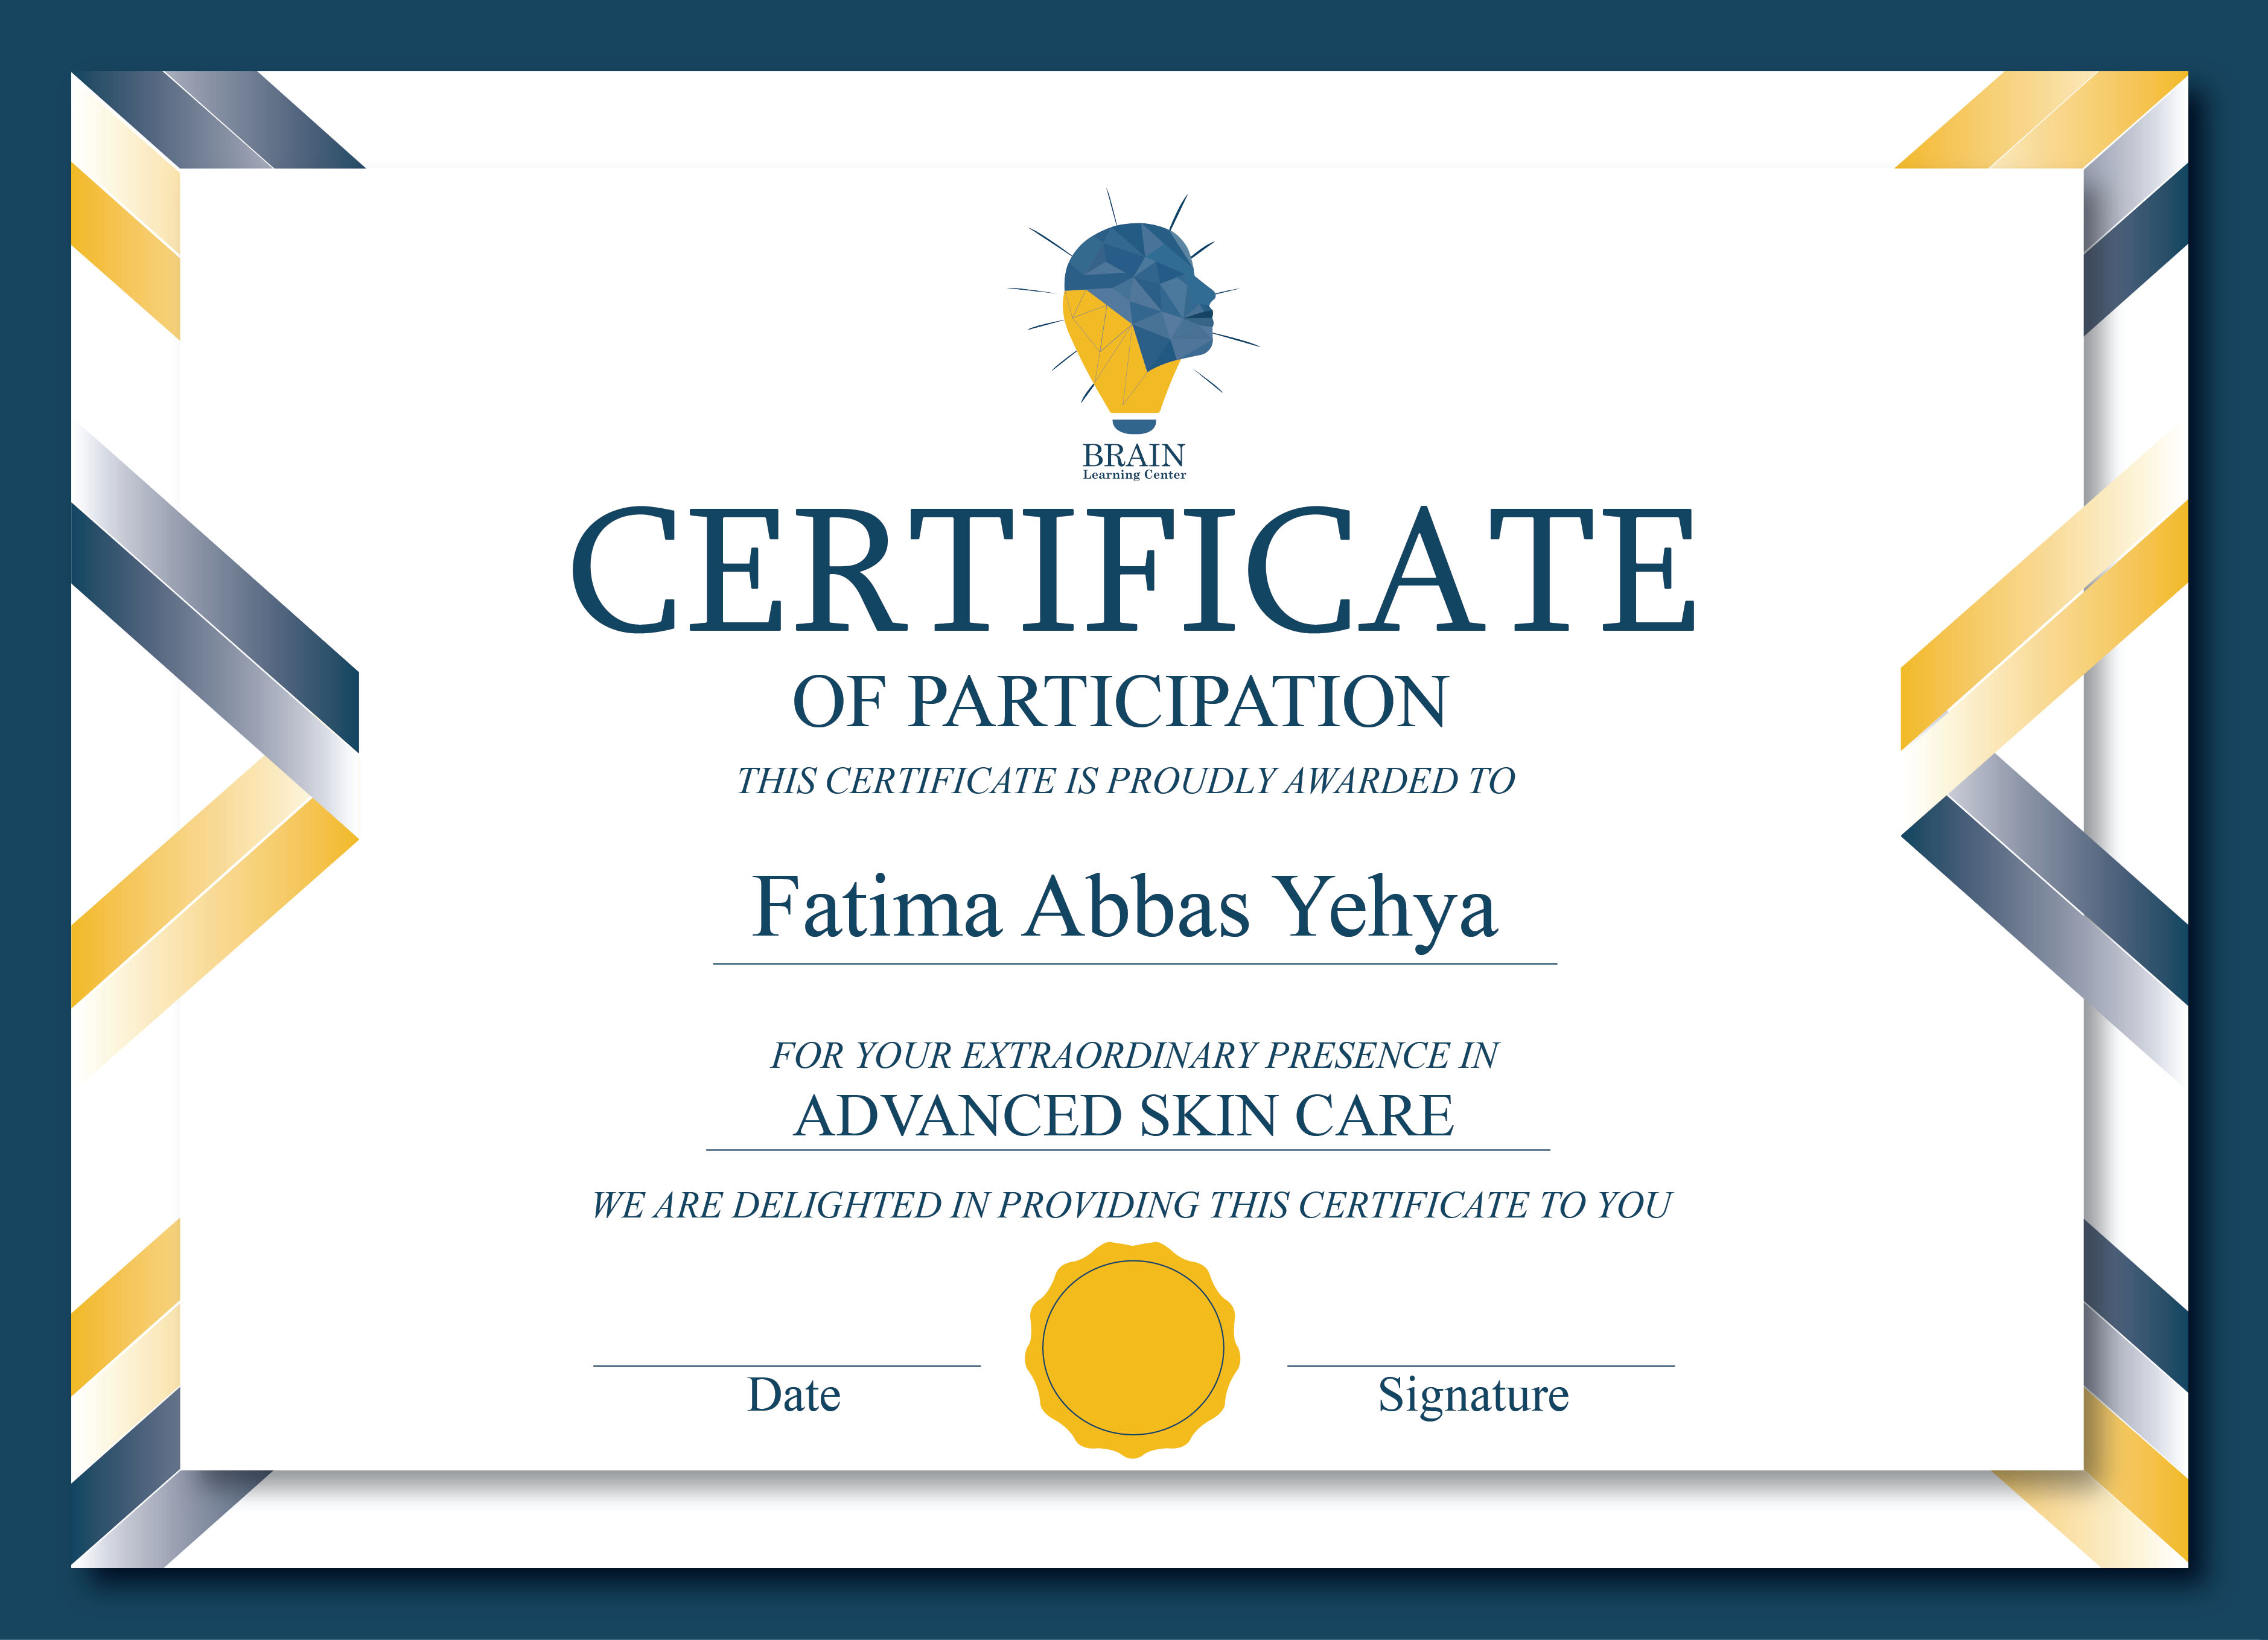 BRAIN
Learning Center
CERTIFICATE
OF PARTICIPATION
THIS CERTIFICATE IS PROUDLY AWARDED TO
Fatima Abbas Yehya
FOR YOUR EXTRAORDINARY PRESENCE IN
ADVANCED SKIN CARE
WE ARE DELIGHTED IN PROVIDING THIS CERTIFICATE TO YOU
Date
Signature